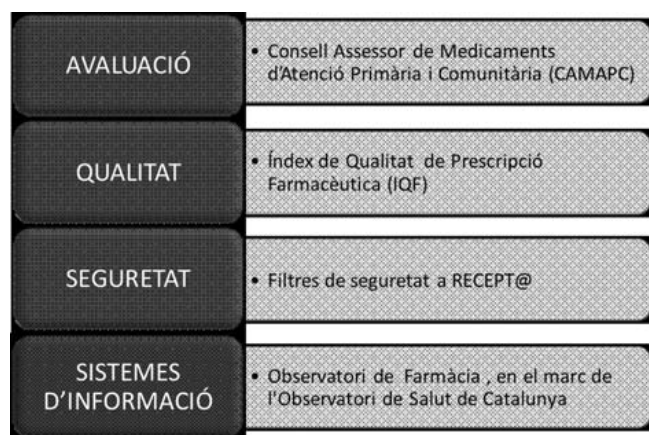 AVALUACIÓ
• Consell Assessor de Medicaments
d'Atenció Primària i Comunitària (CAMAPC)
QUALITAT
• Índex de Qualitat de Prescripció
Farmacèutica (IQF)
SEGURETAT
• Filtres de seguretat a RECEPT@
SISTEMES
D'INFORMACIÓ
• Observatori de Farmàcia , en el marc de
l'Observatori de Salut de Catalunya